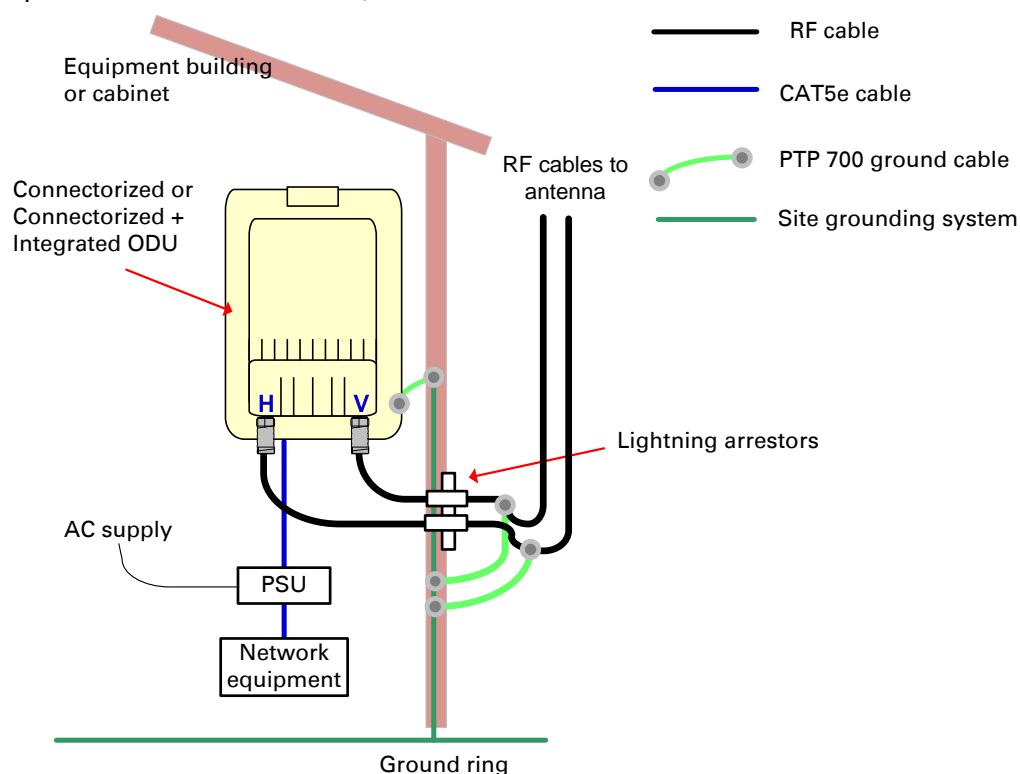 Equipment building
or cabinet
RF cable
CAT5e cable
PTP 700 ground cable
Site grounding system
RF cables to
antenna
Connectorized or
Connectorized +
Integrated ODU
H
V
Lightning arrestors
AC supply
PSU
Network
equipment
Ground ring